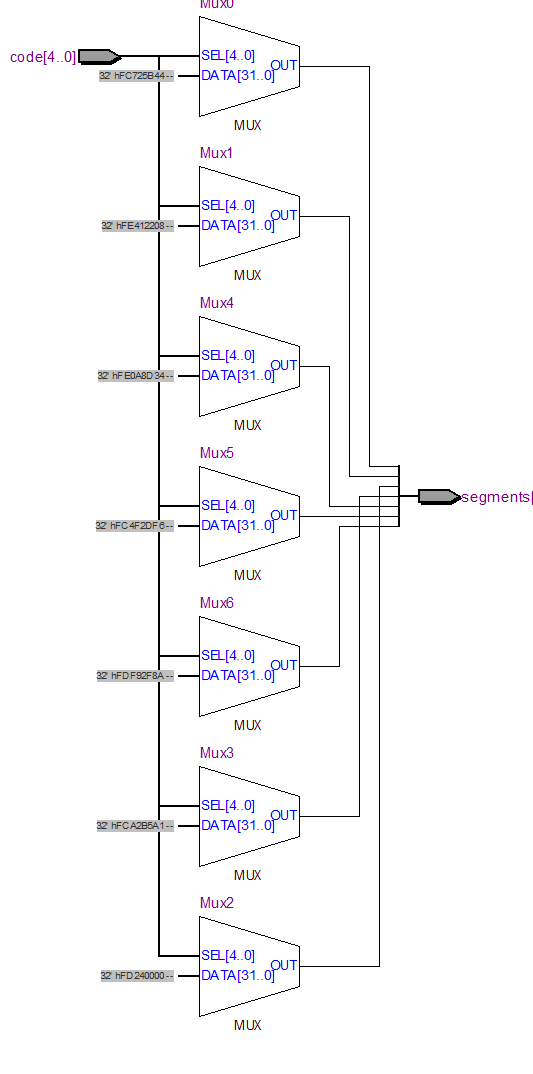 Mux0
code[4..0]
SEL[4..0]
OUT
32' hFC725B44--
DATA[31..0]
MUX
Mux1
SEL[4..0]
OUT
32' hFE412208--
DATA[31..0]
MUX
Mux4
SEL[4..0]
OUT
32' hFE0A8D34--
DATA[31..0]
MUX
Mux5
segments[
SEL[4..0]
OUT
32' hFC4F2DF6--
DATA[31..0]
MUX
Mux6
SEL[4..0]
OUT
32' hFDF92F8A--
DATA[31..0]
MUX
Mux3
SEL[4..0]
OUT
32' hFCA2B5A1--
DATA[31..0]
MUX
Mux2
SEL[4..0]
OUT
32' hFD240000--
DATA[31..0]
MUX